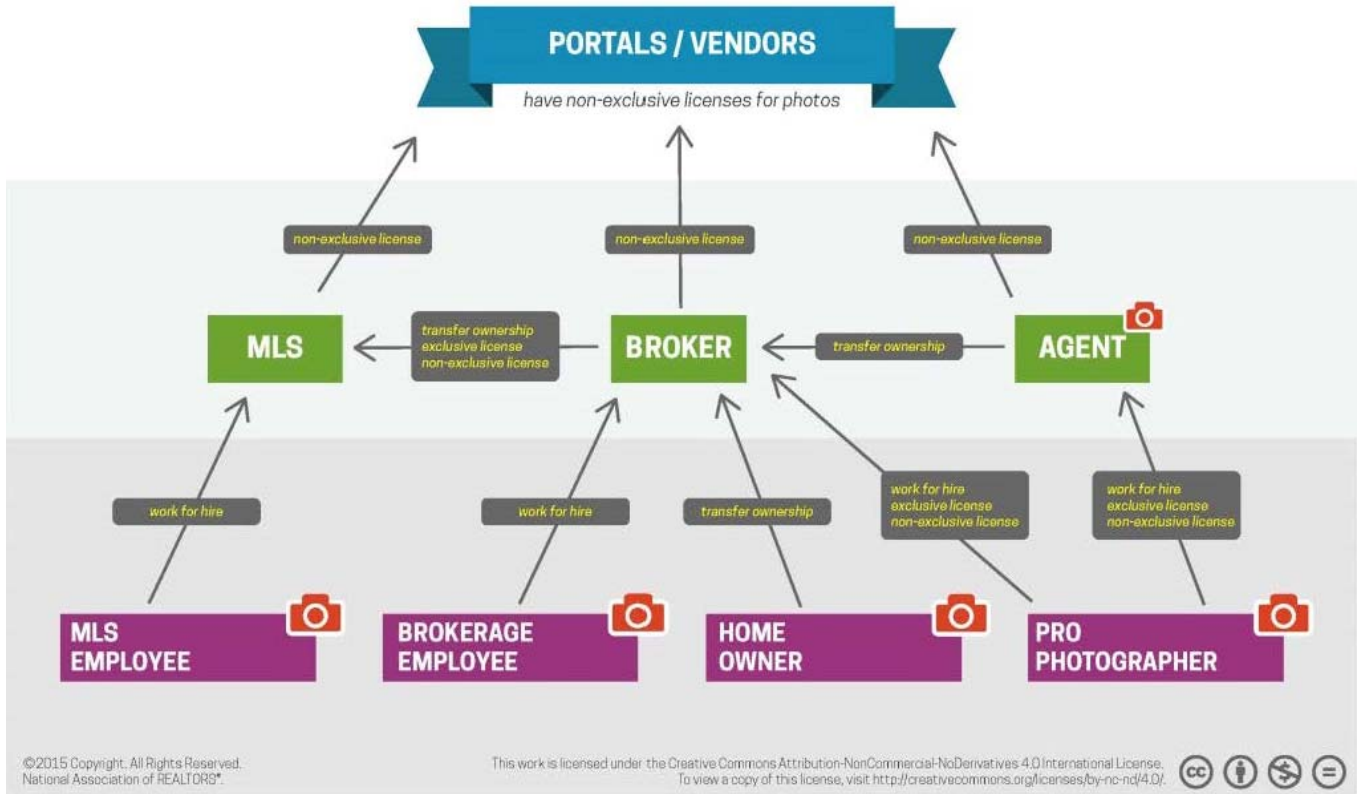 PORTALS / VENDORS
have non-exclusive licenses for photos
non-exclusive license
non-exclusive license
non-exclusive license
MLS
transfer ownership
exclusive license
non-exclusive license
BROKER
transfer ownership
AGENT
work for hire
work for hire
transfer ownership
work for hire
exclusive license
non-exclusive license
work for hire
exclusive license
non-exclusive license
MLS
EMPLOYEE
BROKERAGE
EMPLOYEE
HOME
OWNER
PRO
PHOTOGRAPHER
©2015 Copyright. All Rights Reserved.
National Association of REALTORS®.
This work is licensed under the Creative Commons Attribution-NonCommercial-NoDerivatives 4.0 International License.
To view a copy of this license, visit http://creativecommons.org/licenses/by-nc-nd/4.0/.
cc